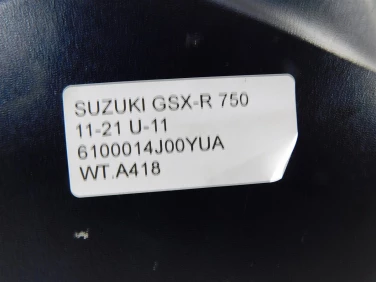 SUZUKI GSX-R 750
11-21 U-11
6100014J00YUA
WT.A418